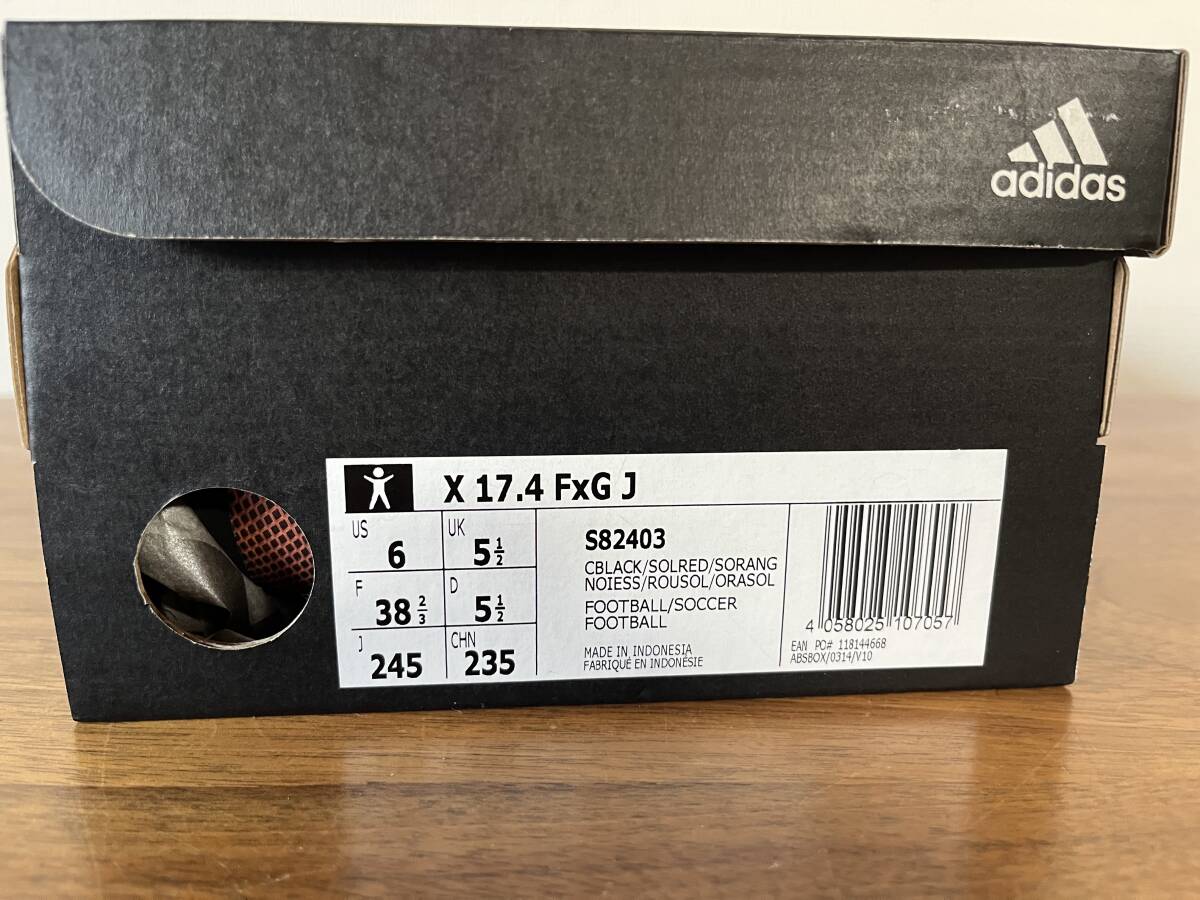 adidas
X 17.4 FxG J
US 6
UK 5 1/2
F 38 2/3
D 5 1/2
J 245
CHN 235
S82403
CBLACK/SOLRED/SORANG
NOIESS/ROUSOL/ORASOL
FOOTBALL/SOCCER
FOOTBALL
MADE IN INDONESIA
FABRIQUÉ EN INDONÉSIE
4 058025 107057
EAN PO# 118144668
ABSBOX/0314/V10